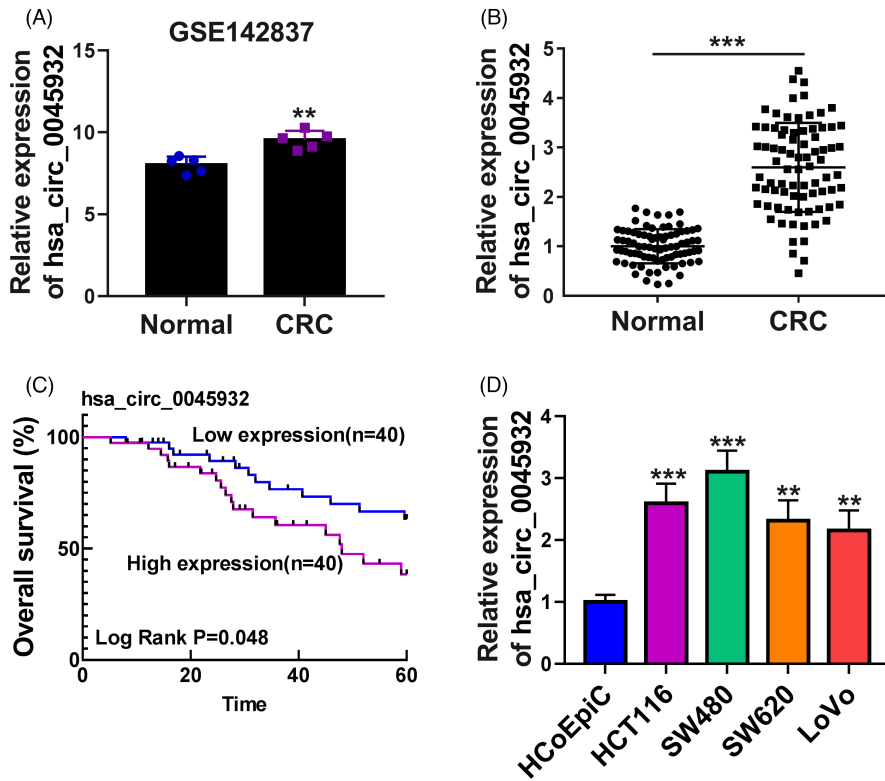 (A)
GSE142837
Relative expression
of hsa_circ_0045932
15
10
5
0
**
Normal
CRC
(B)
Relative expression
of hsa_circ_0045932
5
4
3
2
1
0
***
Normal
CRC
(C)
hsa_circ_0045932
Overall survival (%)
100
50
0
Low expression(n=40)
High expression(n=40)
Log Rank P=0.048
0
20
40
60
Time
(D)
Relative expression
of hsa_circ_0045932
4
3
2
1
0
***
***
**
**
HCoEpiC
HCT116
SW480
SW620
LoVo